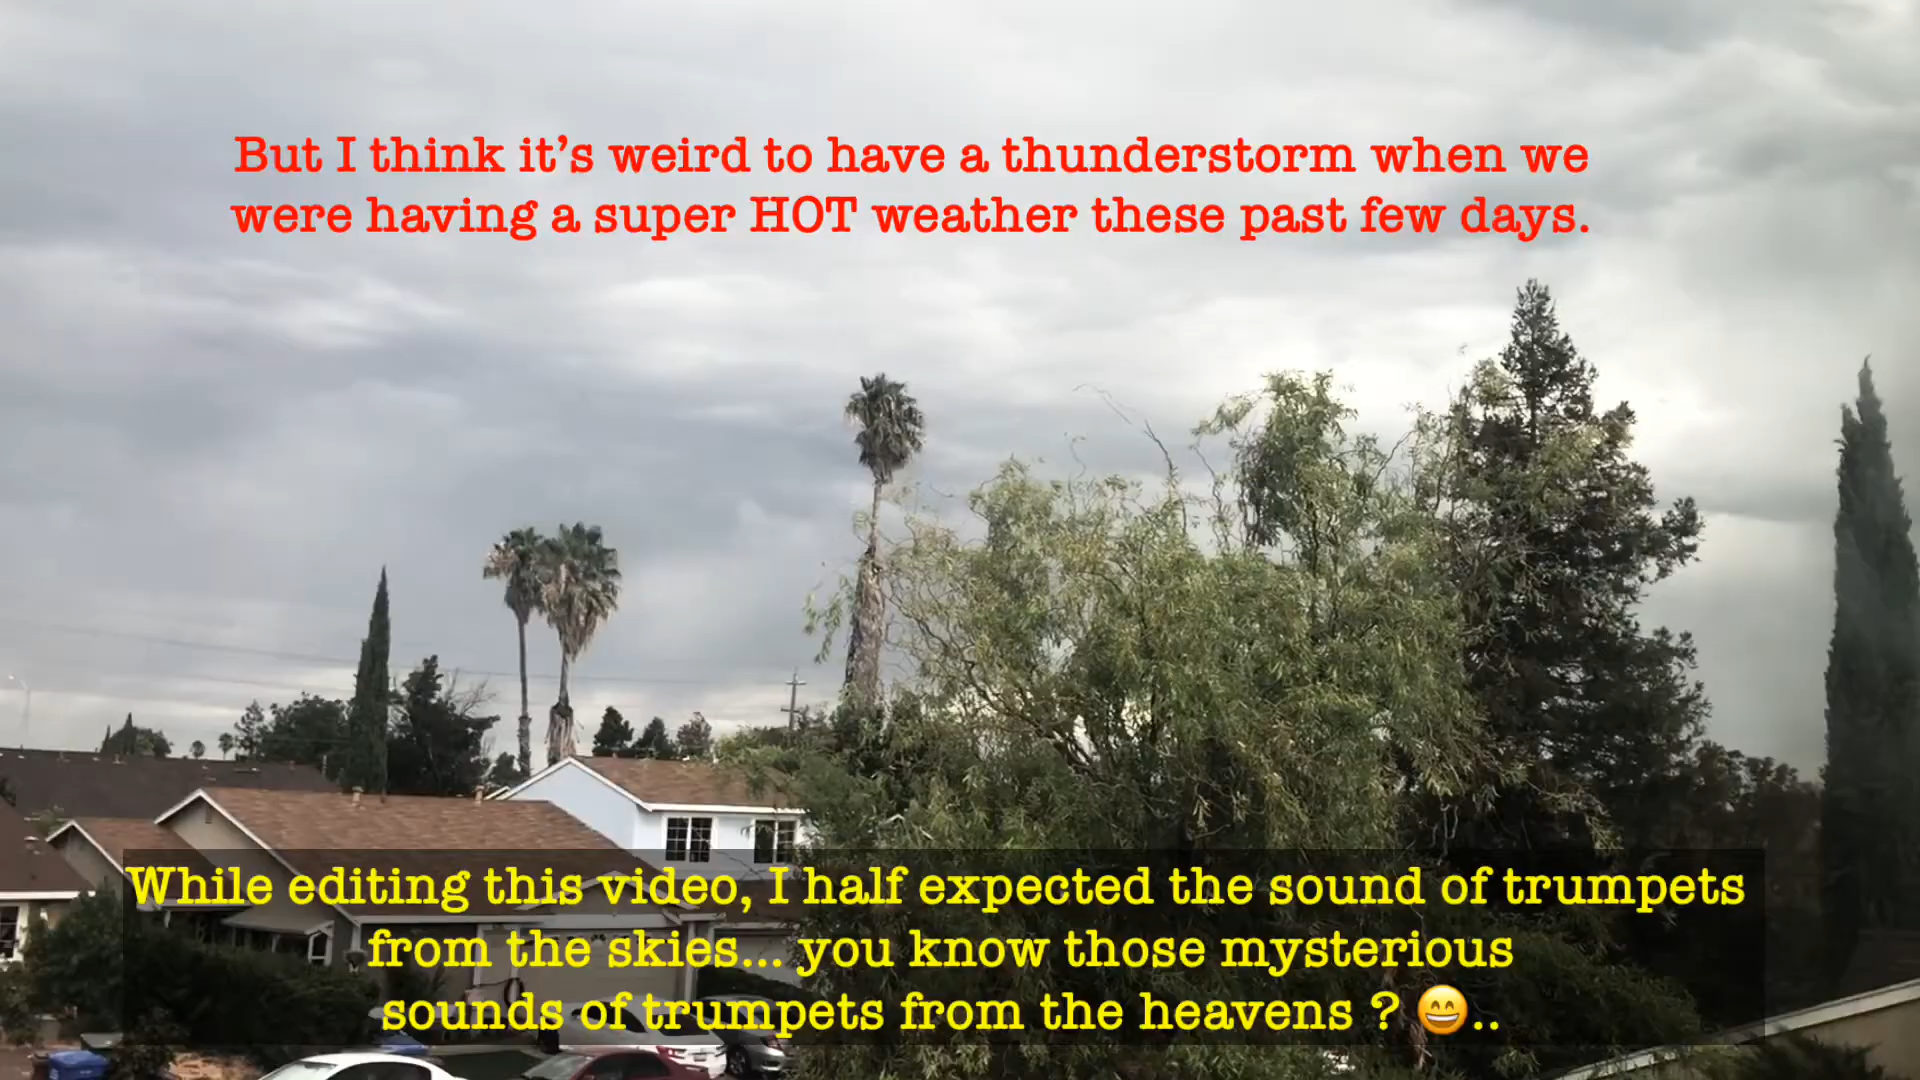 But I think it's weird to have a thunderstorm when we
were having a super HOT weather these past few days.
While editing this video, I half expected the sound of trumpets
from the skies... you know those mysterious
sounds of trumpets from the heavens ? 😄..